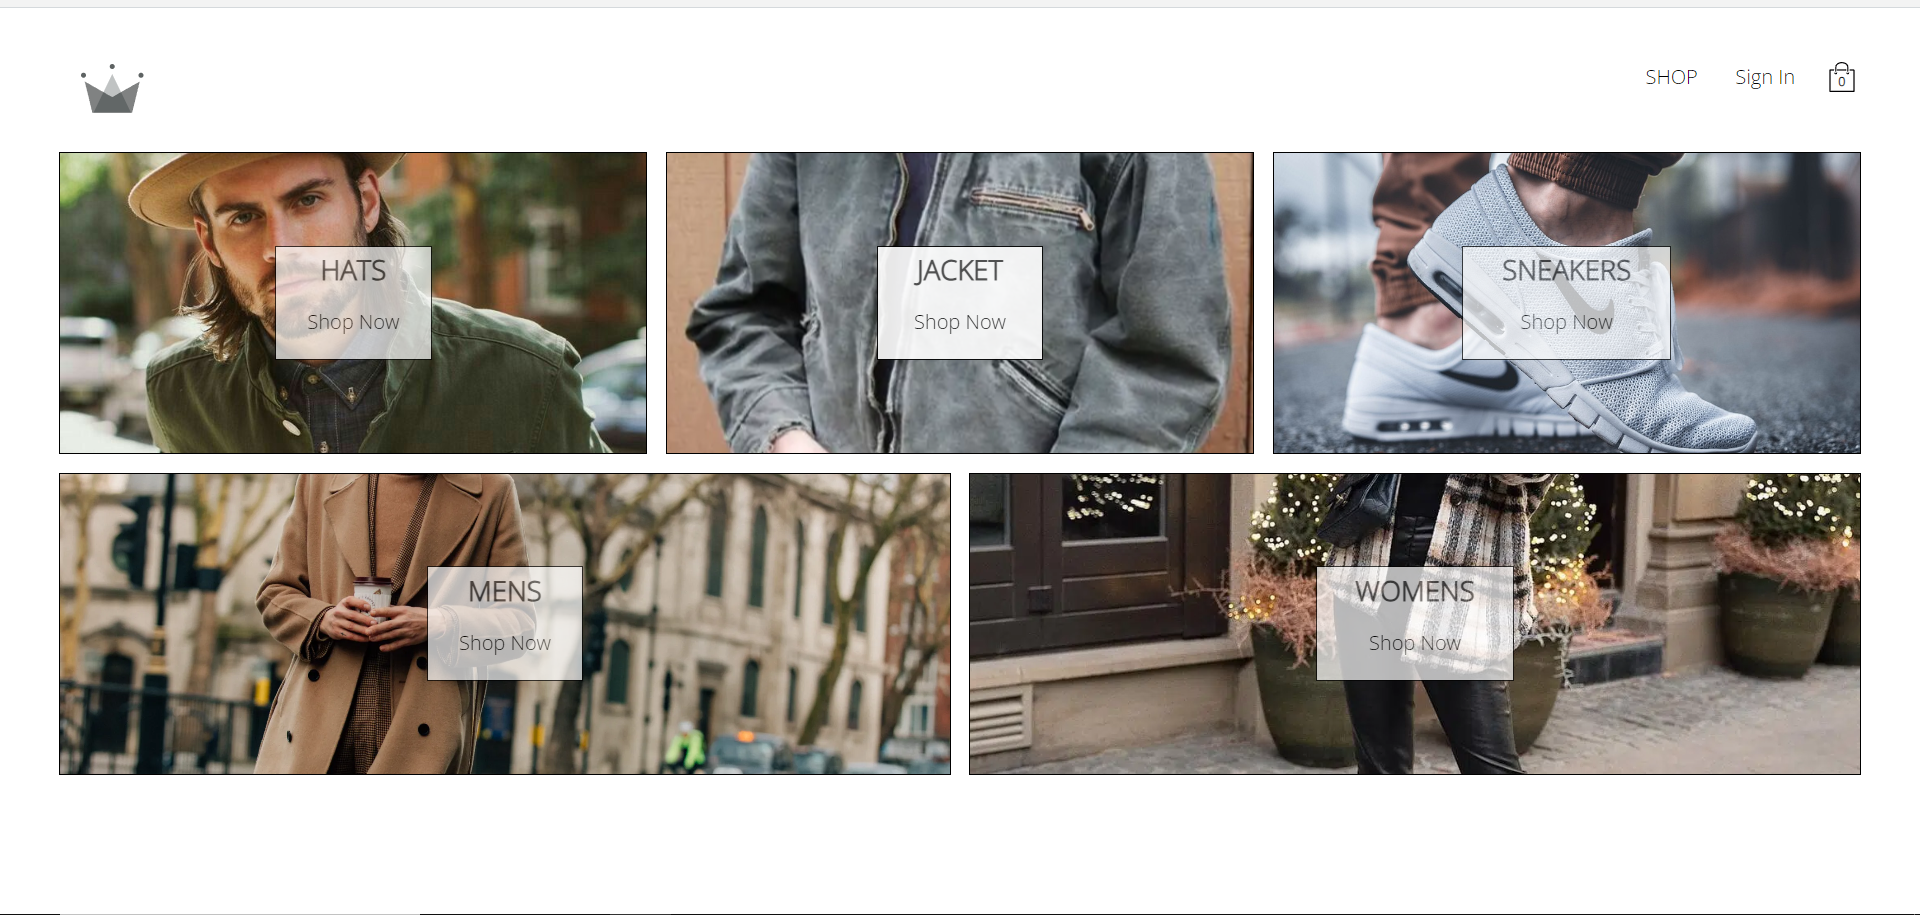 SHOP
Sign In
0
HATS
Shop Now
JACKET
Shop Now
SNEAKERS
Shop Now
MENS
Shop Now
WOMENS
Shop Now